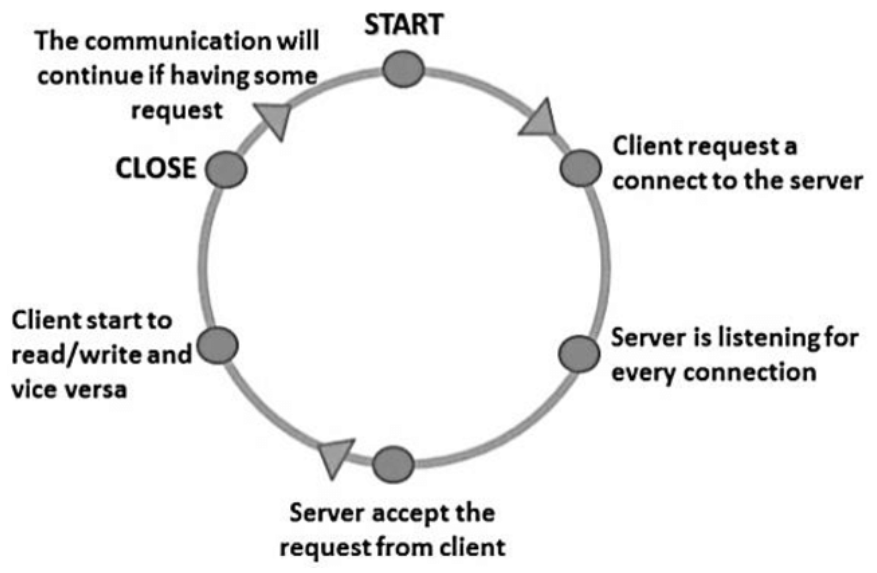 START
The communication will
continue if having some
request
Client request a
connect to the server
CLOSE
Client start to
read/write and
vice versa
Server is listening for
every connection
Server accept the
request from client